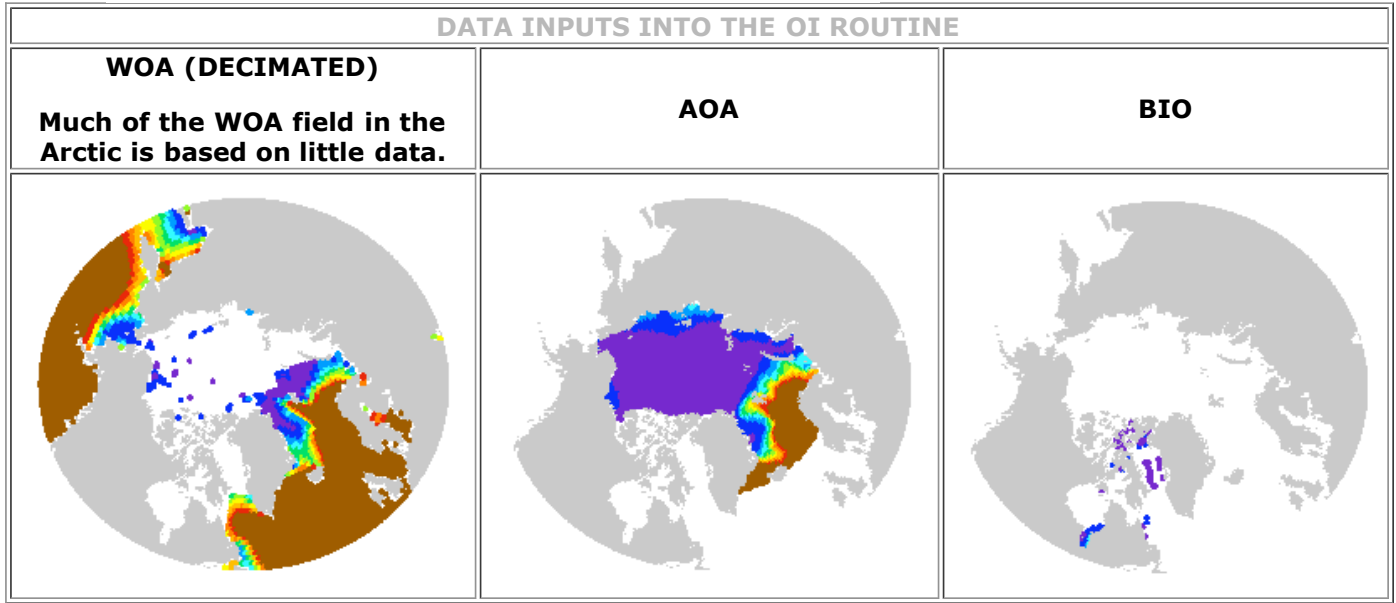 DATA INPUTS INTO THE OI ROUTINE
WOA (DECIMATED)
Much of the WOA field in the
Arctic is based on little data.
AOA
BIO